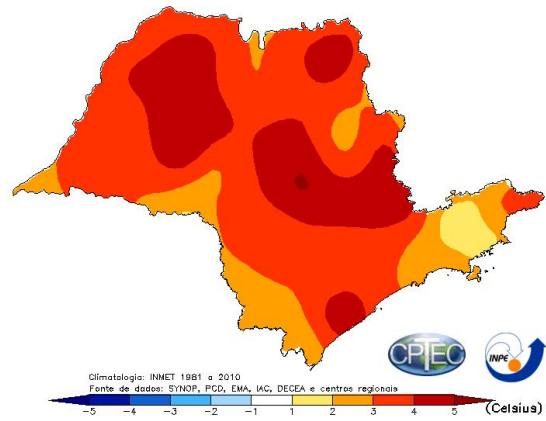 CPTEC
INPE
Climatologia: INMET 1981 a 2010
Fonte de dados: SYNOP, PCD, EMA, IAC, DECEA e centros regionais
-5 -4 -3 -2 -1 1 2 3 4 5 (Celsius)